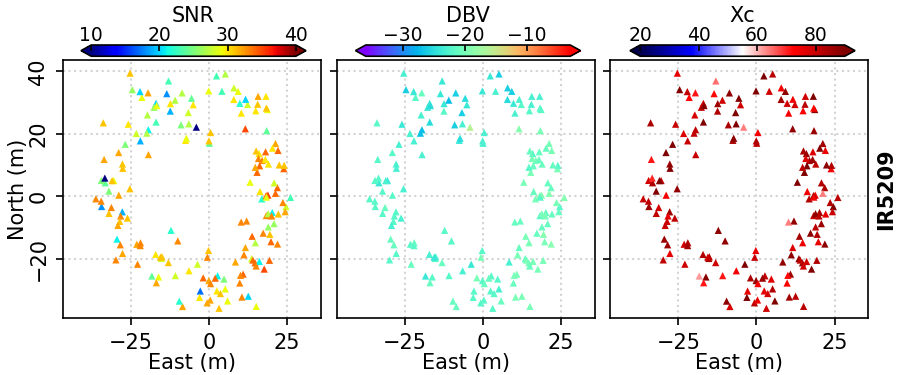 SNR DBV Xc
10 20 30 40 −30 −20 −10 20 40 60 80
40
20
0
−20
North (m)
IR5209
−25 0 25 −25 0 25 −25 0 25
East (m) East (m) East (m)